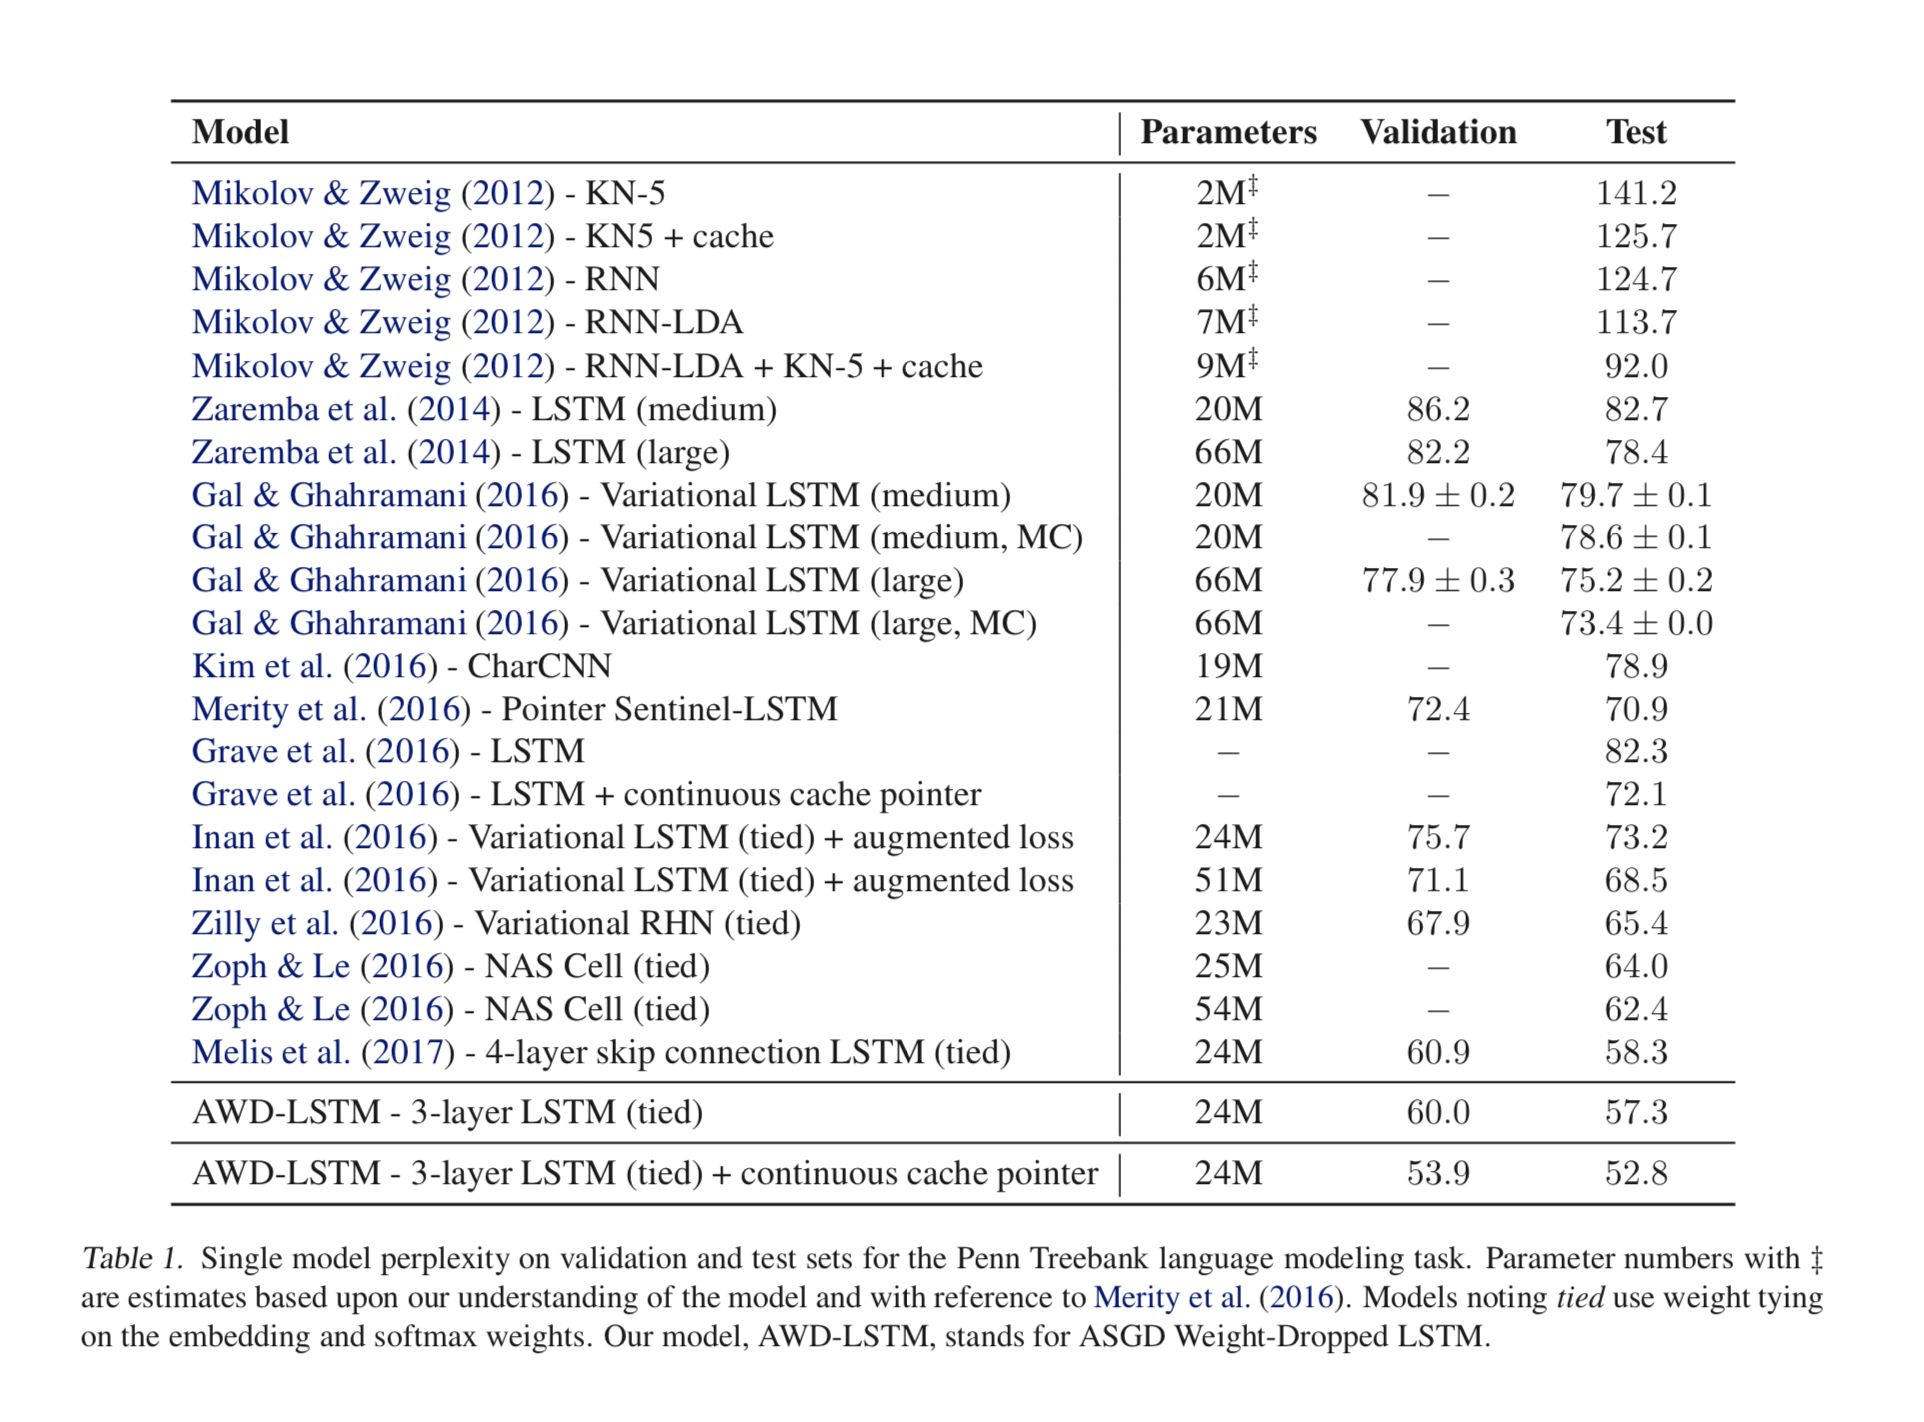 Model Parameters Validation Test
Mikolov & Zweig (2012) - KN-5 2M‡ – 141.2
Mikolov & Zweig (2012) - KN5 + cache 2M‡ – 125.7
Mikolov & Zweig (2012) - RNN 6M‡ – 124.7
Mikolov & Zweig (2012) - RNN-LDA 7M‡ – 113.7
Mikolov & Zweig (2012) - RNN-LDA + KN-5 + cache 9M‡ – 92.0
Zaremba et al. (2014) - LSTM (medium) 20M 86.2 82.7
Zaremba et al. (2014) - LSTM (large) 66M 82.2 78.4
Gal & Ghahramani (2016) - Variational LSTM (medium) 20M 81.9 ± 0.2 79.7 ± 0.1
Gal & Ghahramani (2016) - Variational LSTM (medium, MC) 20M – 78.6 ± 0.1
Gal & Ghahramani (2016) - Variational LSTM (large) 66M 77.9 ± 0.3 75.2 ± 0.2
Gal & Ghahramani (2016) - Variational LSTM (large, MC) 66M – 73.4 ± 0.0
Kim et al. (2016) - CharCNN 19M – 78.9
Merity et al. (2016) - Pointer Sentinel-LSTM 21M 72.4 70.9
Grave et al. (2016) - LSTM – – 82.3
Grave et al. (2016) - LSTM + continuous cache pointer – – 72.1
Inan et al. (2016) - Variational LSTM (tied) + augmented loss 24M 75.7 73.2
Inan et al. (2016) - Variational LSTM (tied) + augmented loss 51M 71.1 68.5
Zilly et al. (2016) - Variational RHN (tied) 23M 67.9 65.4
Zoph & Le (2016) - NAS Cell (tied) 25M – 64.0
Zoph & Le (2016) - NAS Cell (tied) 54M – 62.4
Melis et al. (2017) - 4-layer skip connection LSTM (tied) 24M 60.9 58.3
AWD-LSTM - 3-layer LSTM (tied) 24M 60.0 57.3
AWD-LSTM - 3-layer LSTM (tied) + continuous cache pointer 24M 53.9 52.8
Table 1. Single model perplexity on validation and test sets for the Penn Treebank language modeling task. Parameter numbers with ‡
are estimates based upon our understanding of the model and with reference to Merity et al. (2016). Models noting tied use weight tying
on the embedding and softmax weights. Our model, AWD-LSTM, stands for ASGD Weight-Dropped LSTM.